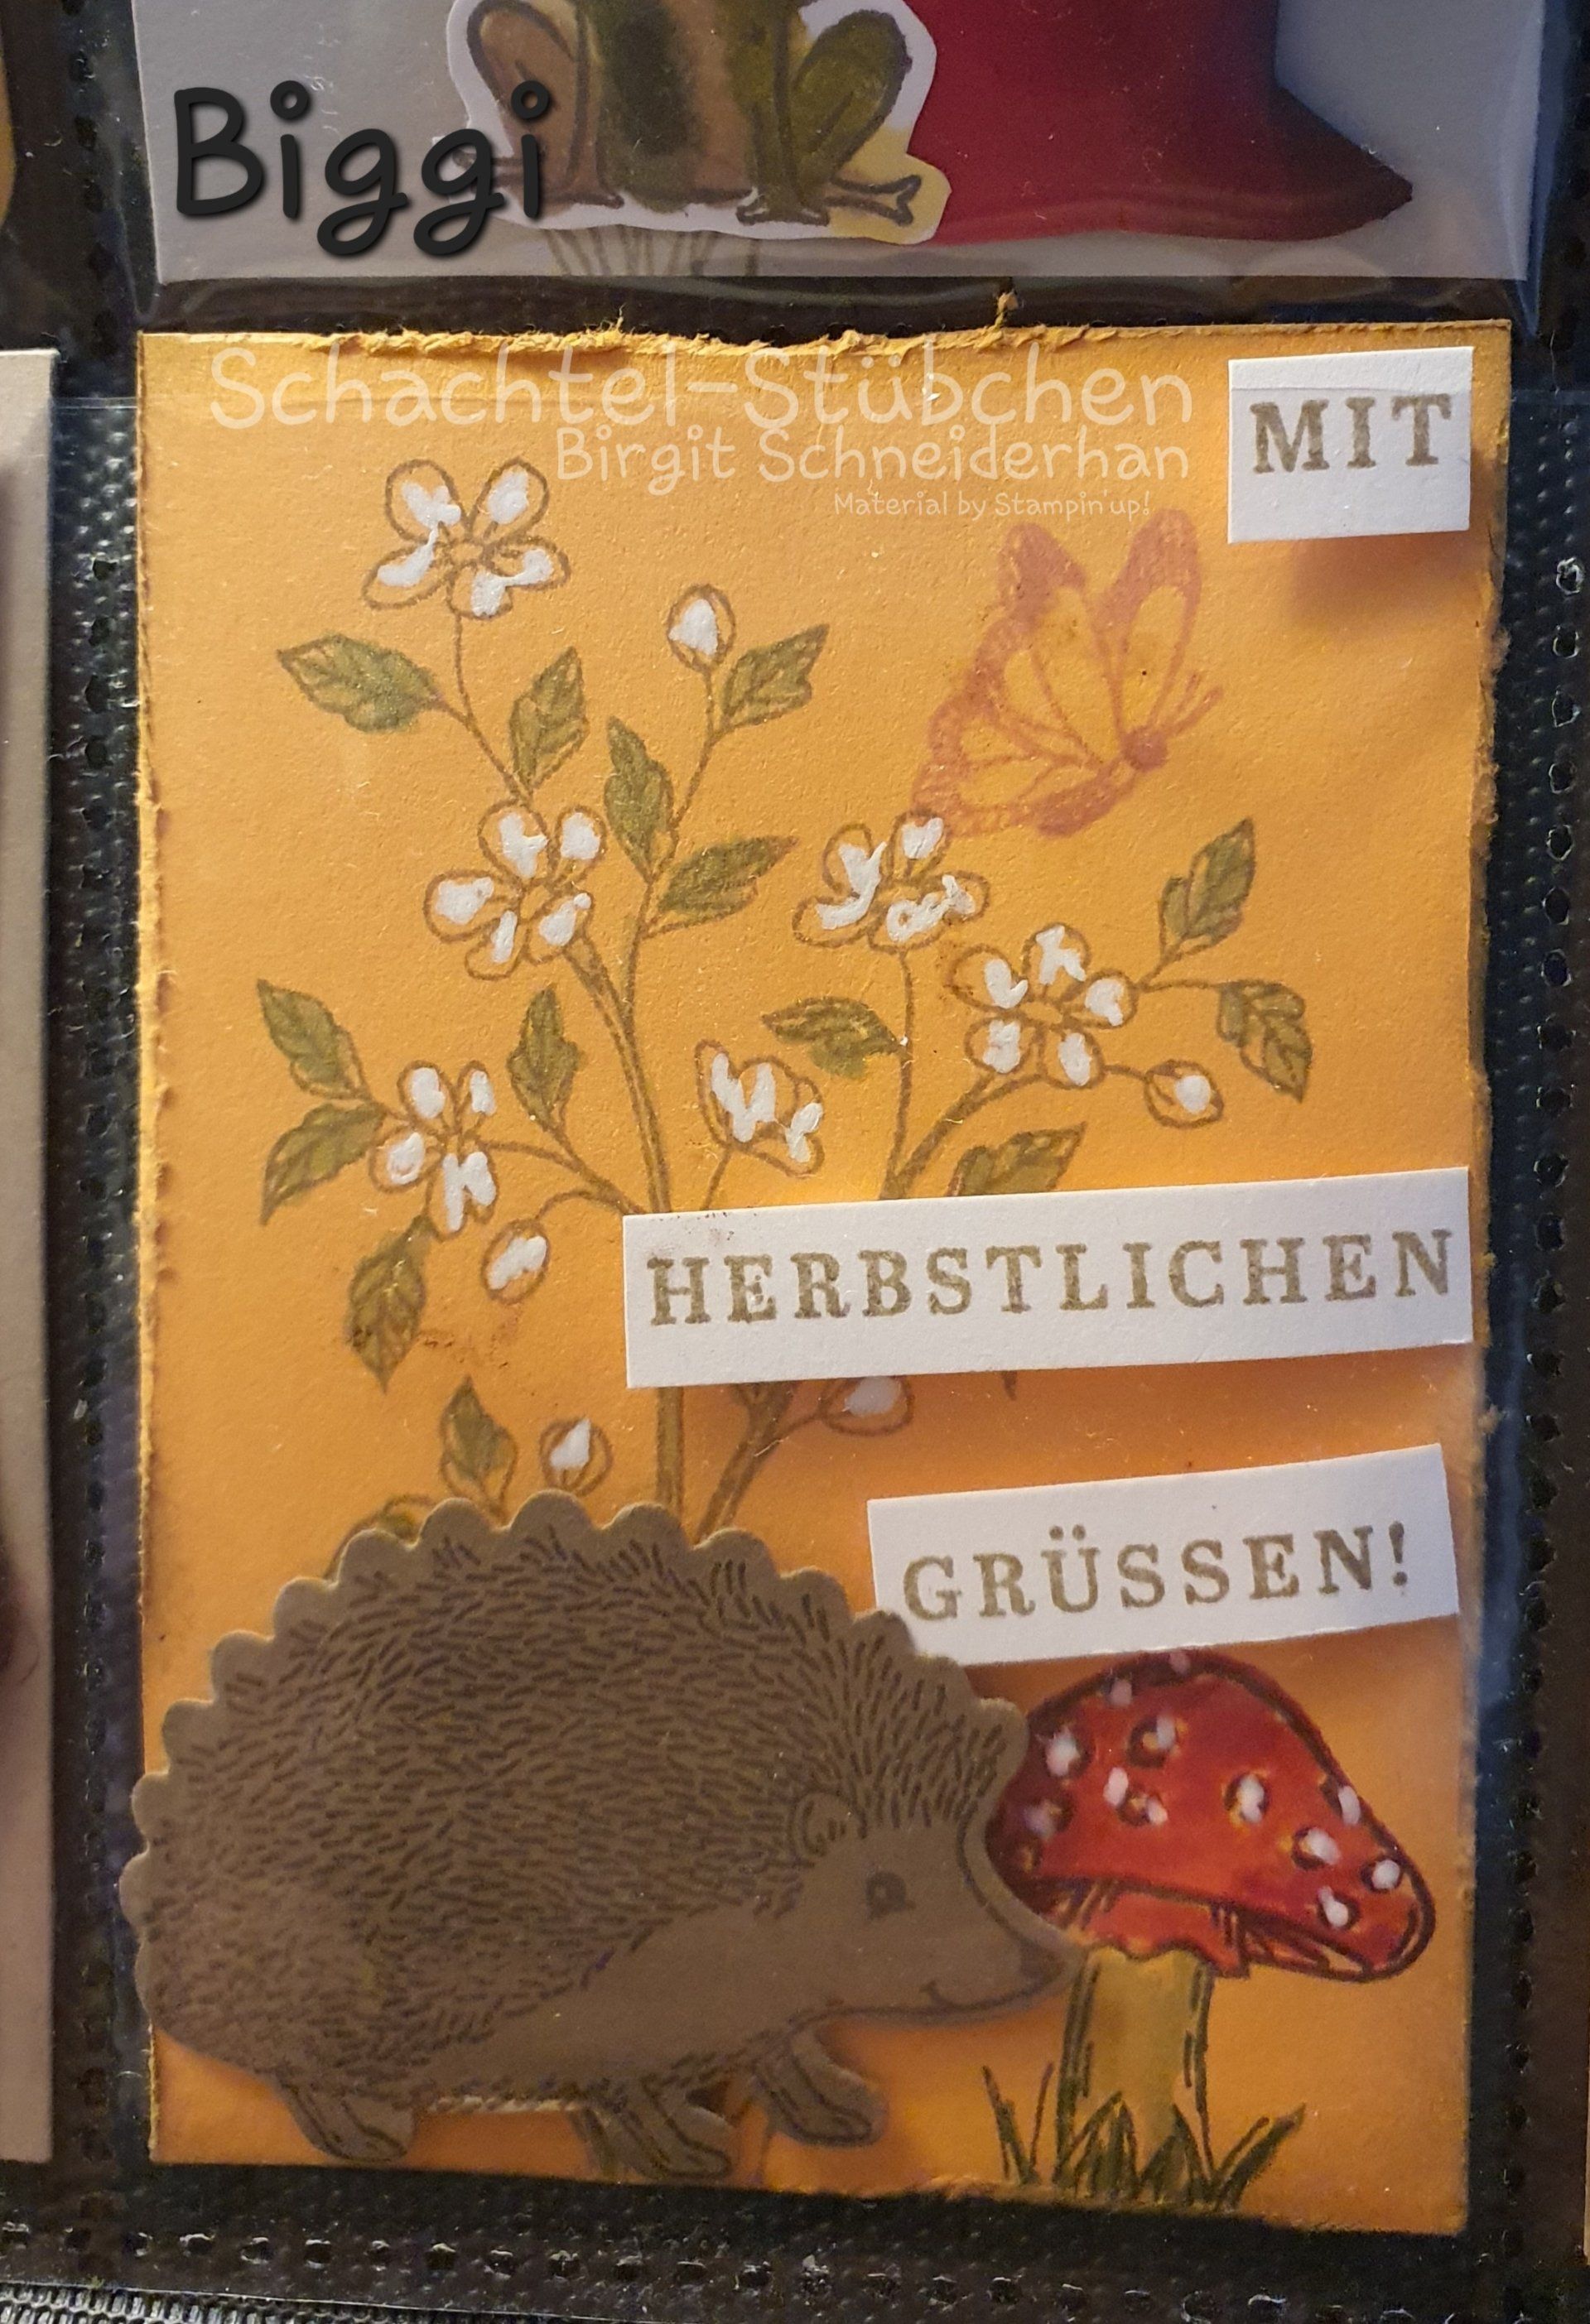 Biggi
Schachtel-Stübchen
Birgit Schneiderhan
Material by Stampin'up!
MIT
HERBSTLICHEN
GRÜSSEN!